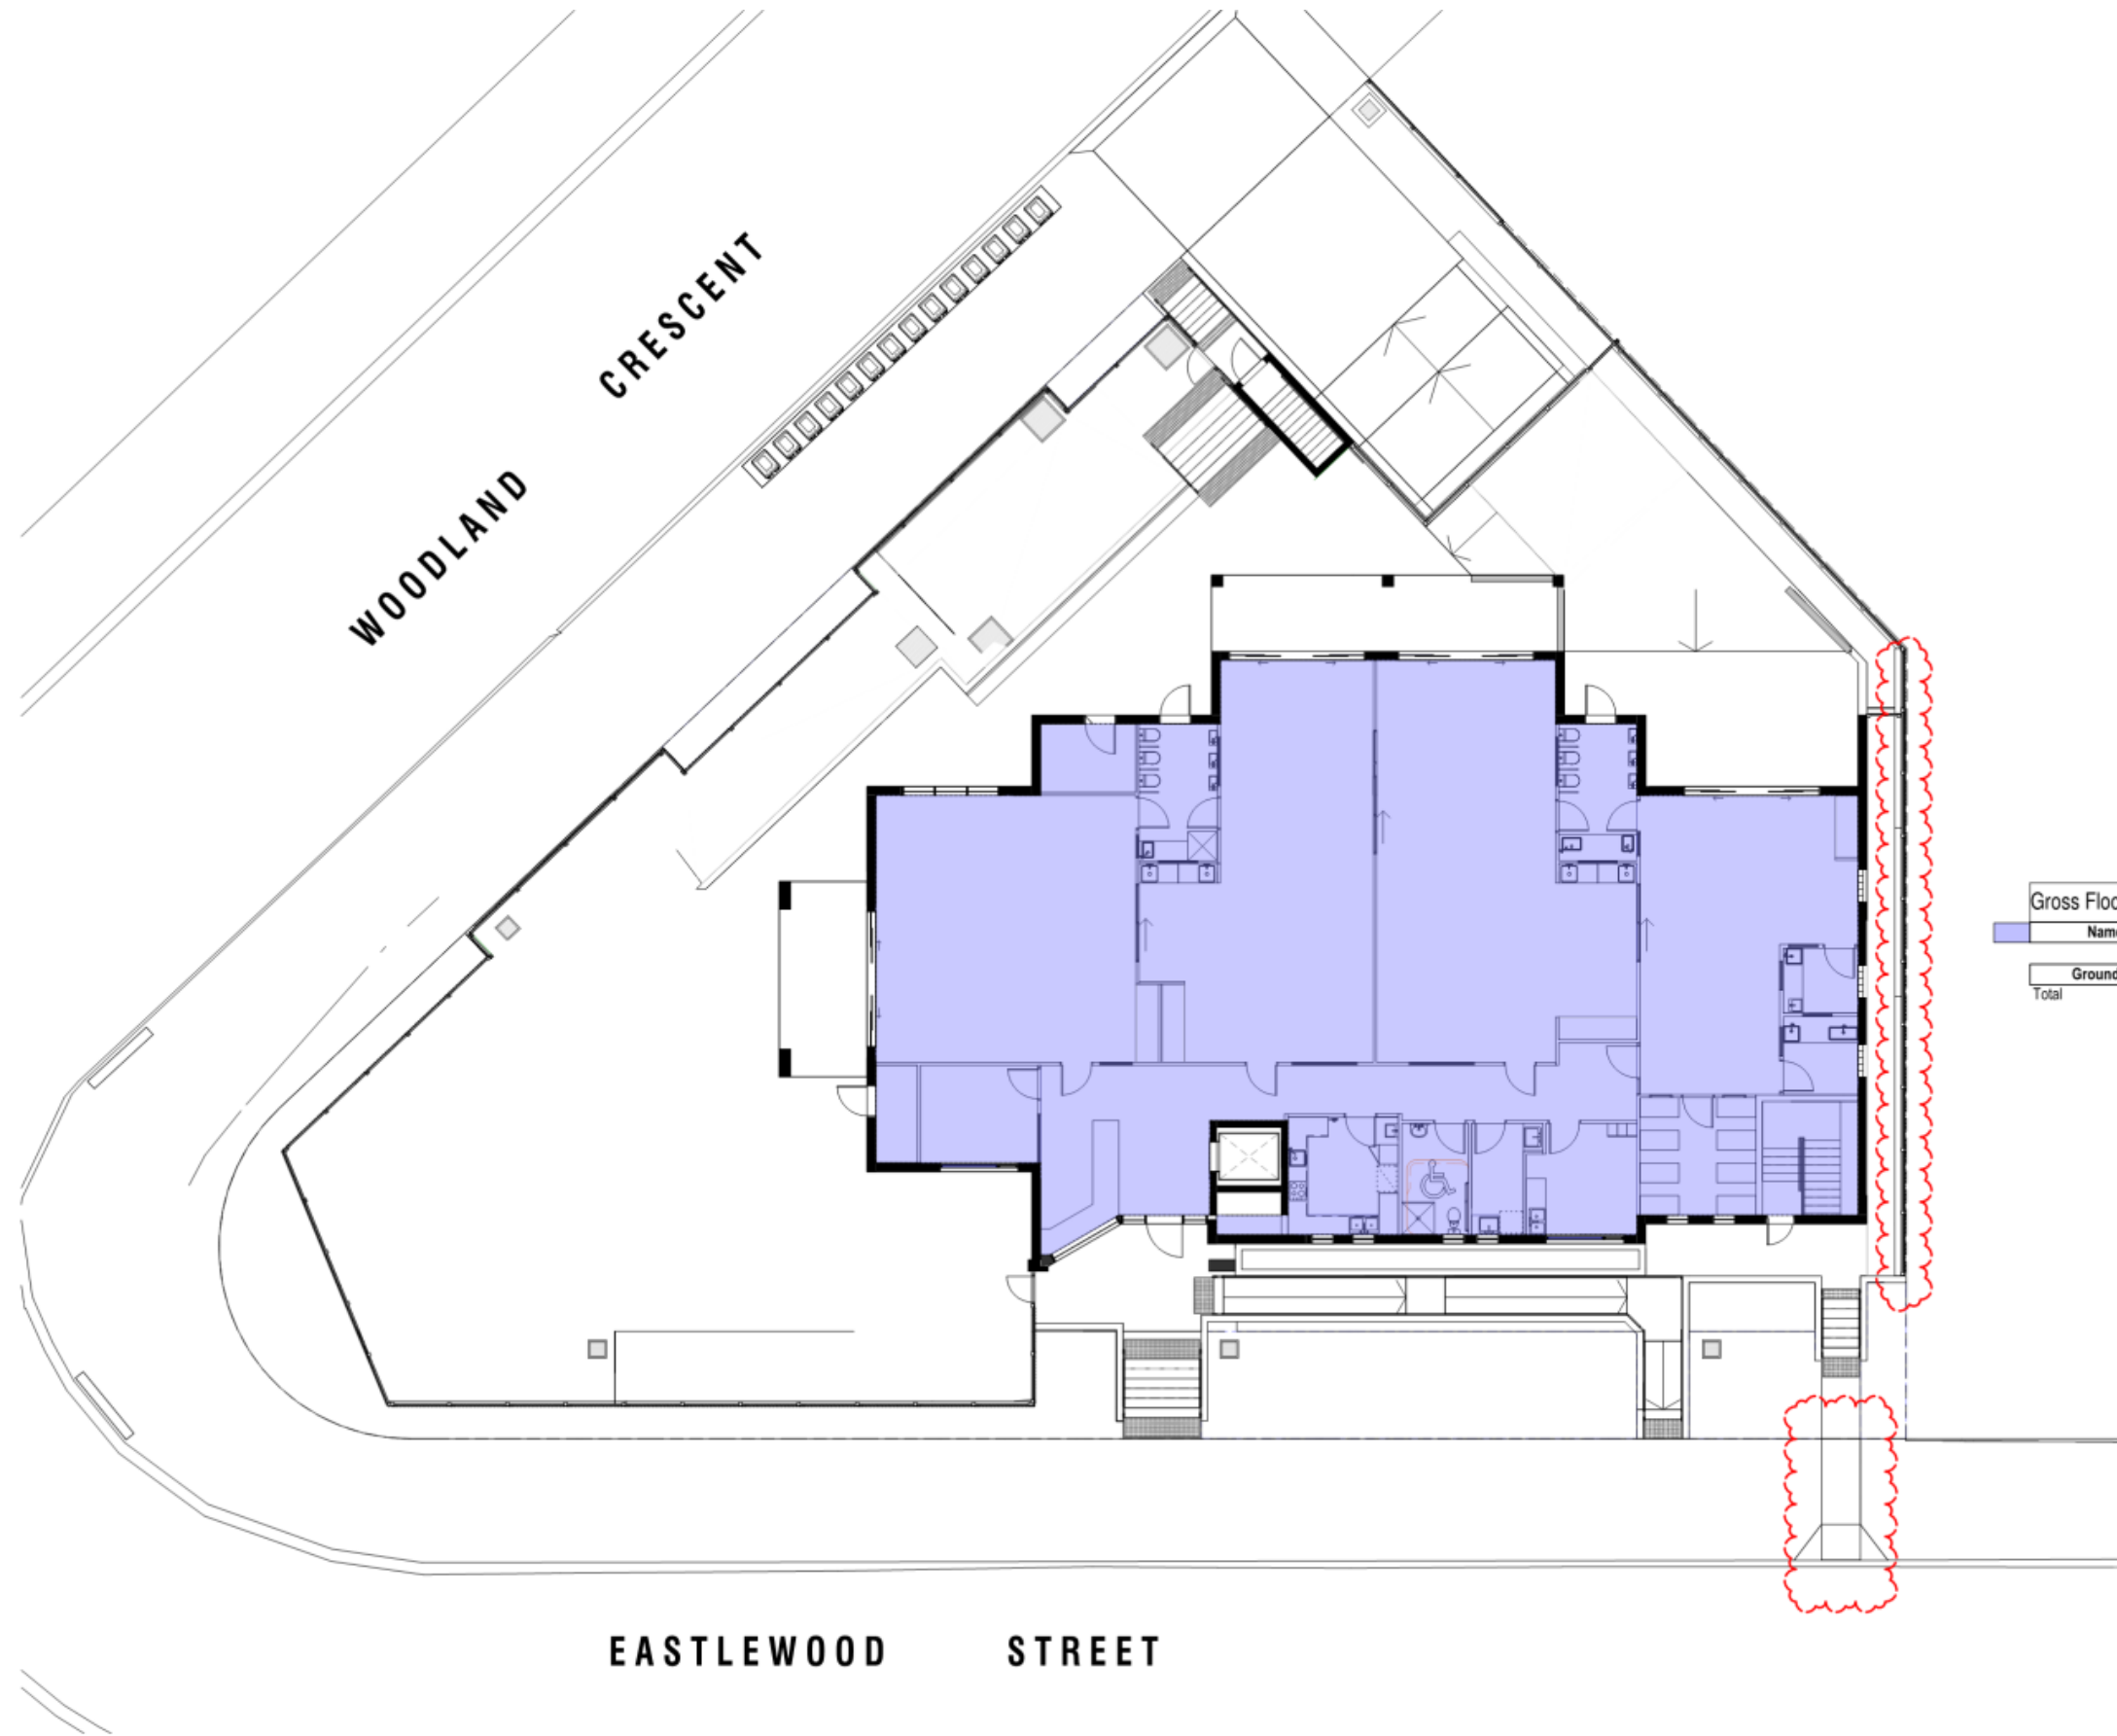 WOODLAND CRESCENT
Gross Floo
Name
Ground
Total
EASTLEWOOD STREET